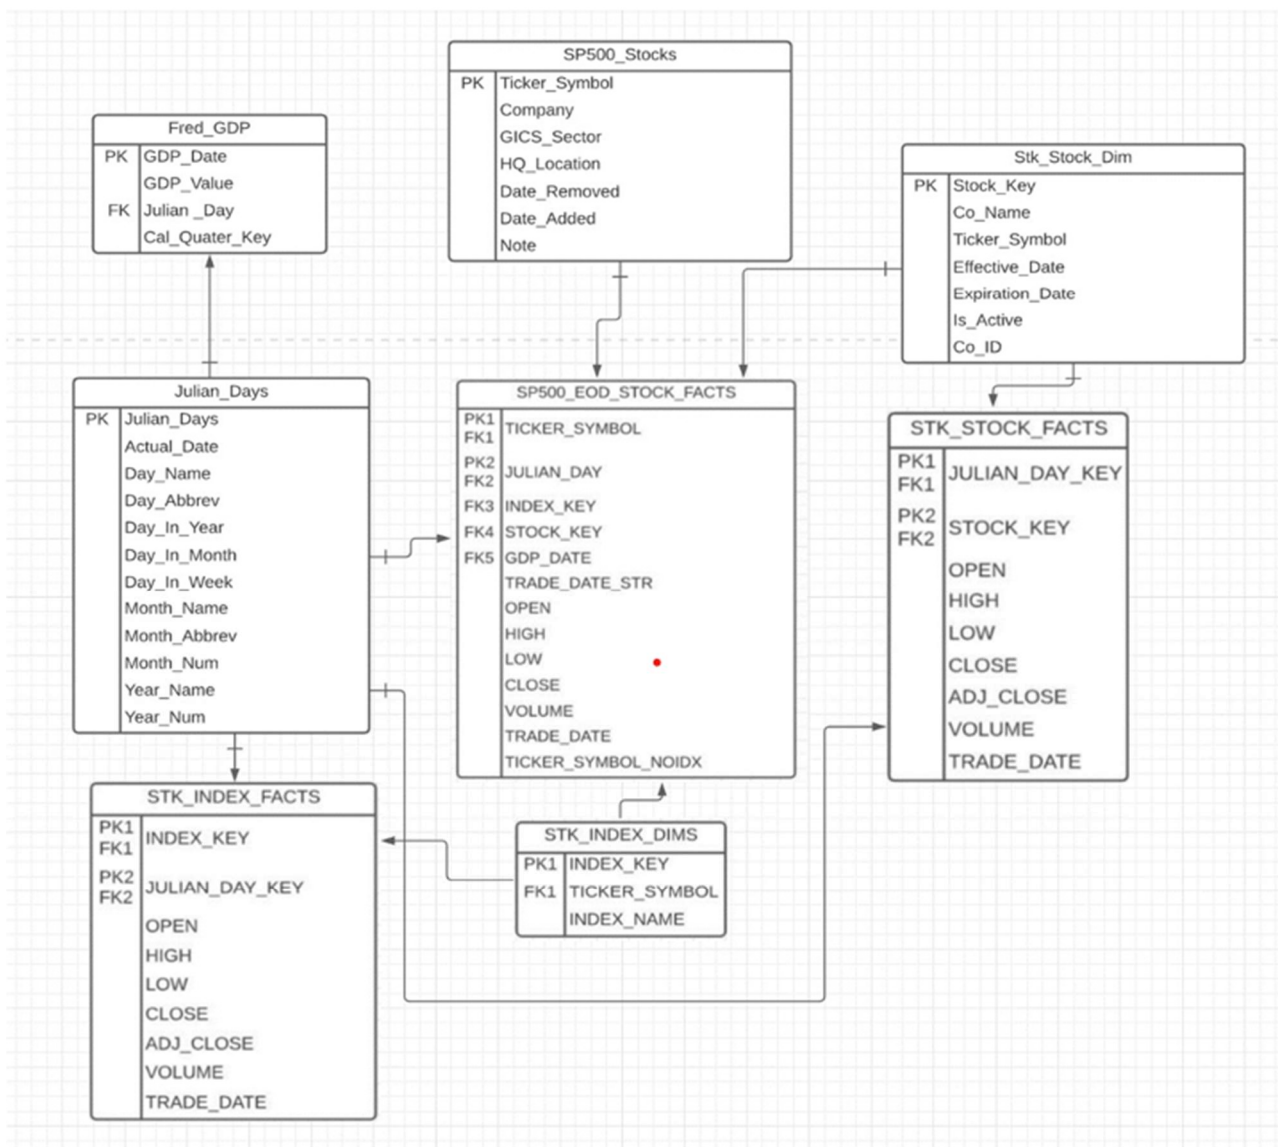 SP500_Stocks
PK Ticker_Symbol
Company
GICS_Sector
HQ_Location
Date_Removed
Date_Added
Note
Fred_GDP
PK GDP_Date
GDP_Value
FK Julian _Day
Cal_Quater_Key
Stk_Stock_Dim
PK Stock_Key
Co_Name
Ticker_Symbol
Effective_Date
Expiration_Date
Is_Active
Co_ID
Julian_Days
PK Julian_Days
Actual_Date
Day_Name
Day_Abbrev
Day_In_Year
Day_In_Month
Day_In_Week
Month_Name
Month_Abbrev
Month_Num
Year_Name
Year_Num
SP500_EOD_STOCK_FACTS
PK1
FK1 TICKER_SYMBOL
PK2
FK2 JULIAN_DAY
FK3 INDEX_KEY
FK4 STOCK_KEY
FK5 GDP_DATE
TRADE_DATE_STR
OPEN
HIGH
LOW
CLOSE
VOLUME
TRADE_DATE
TICKER_SYMBOL_NOIDX
STK_STOCK_FACTS
PK1
FK1 JULIAN_DAY_KEY
PK2
FK2 STOCK_KEY
OPEN
HIGH
LOW
CLOSE
ADJ_CLOSE
VOLUME
TRADE_DATE
STK_INDEX_FACTS
PK1
FK1 INDEX_KEY
PK2
FK2 JULIAN_DAY_KEY
OPEN
HIGH
LOW
CLOSE
ADJ_CLOSE
VOLUME
TRADE_DATE
STK_INDEX_DIMS
PK1 INDEX_KEY
FK1 TICKER_SYMBOL
INDEX_NAME